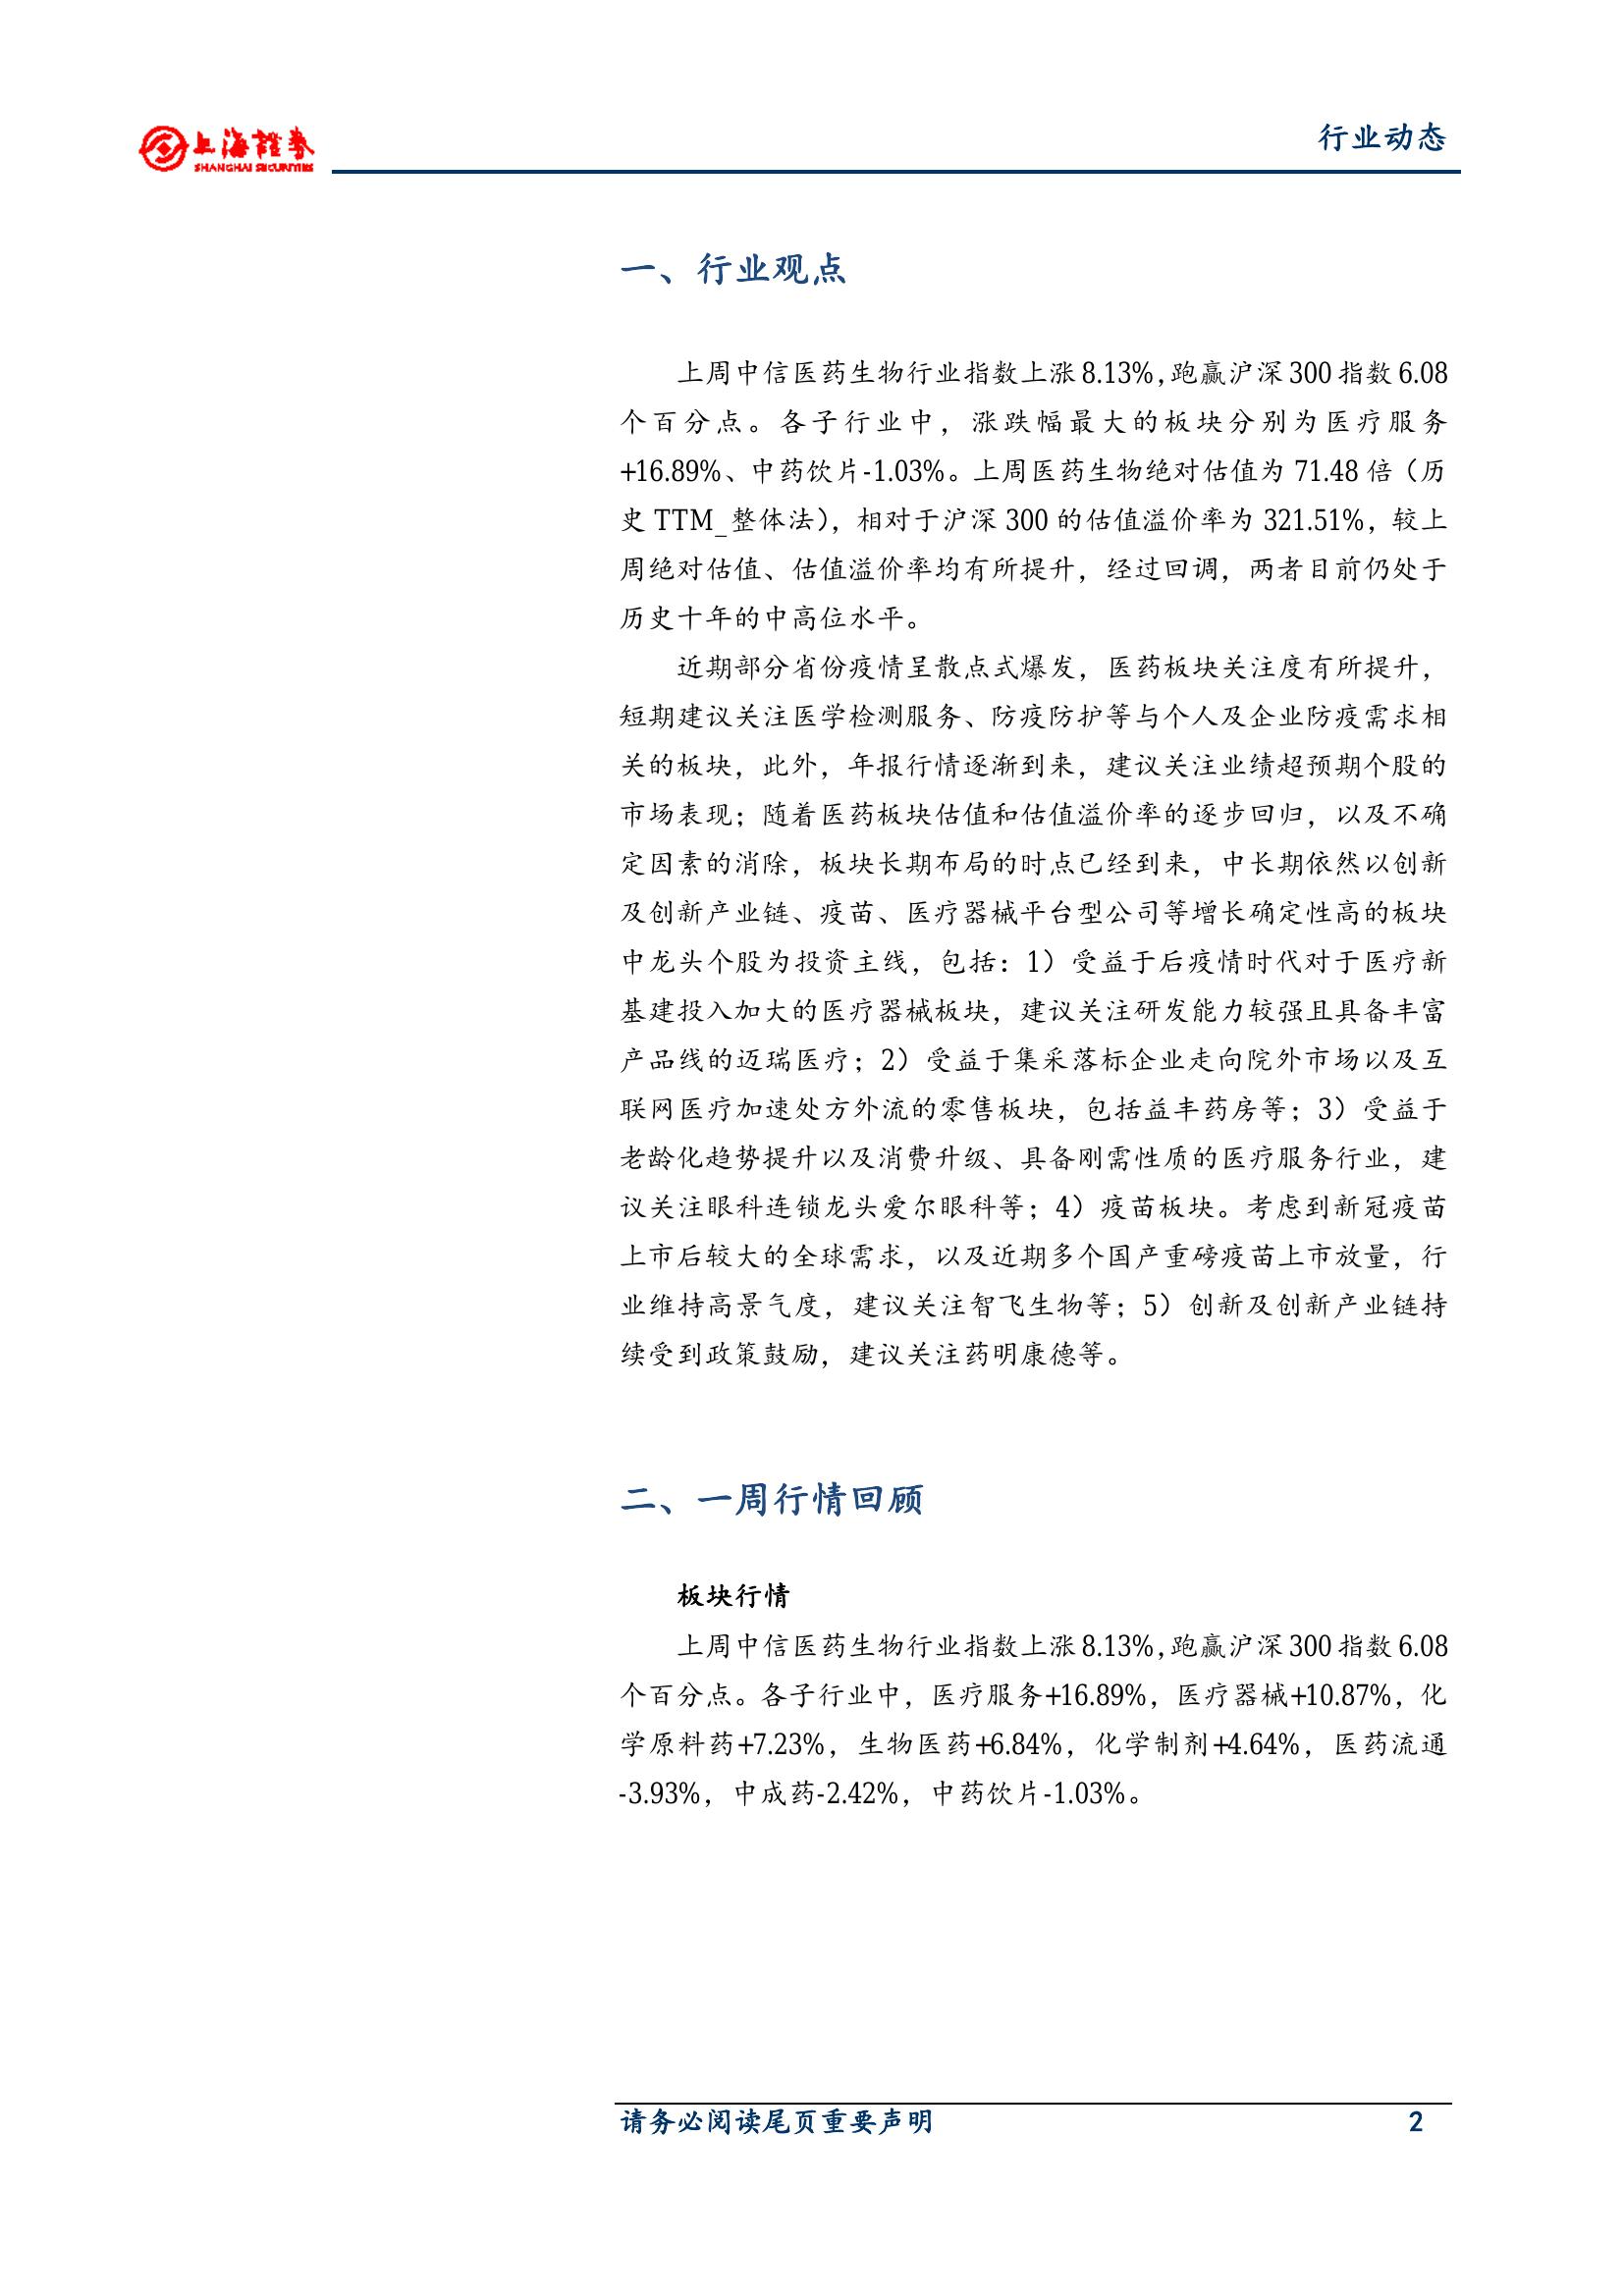 上海證券
SHANGHAI SECURITIES
行业动态
一、行业观点
上周中信医药生物行业指数上涨8.13%，跑赢沪深300指数6.08
个百分点。各子行业中，涨跌幅最大的板块分别为医疗服务
+16.89%、中药饮片-1.03%。上周医药生物绝对估值为 71.48 倍（历
史 TTM_整体法），相对于沪深 300 的估值溢价率为 321.51%，较上
周绝对估值、估值溢价率均有所提升，经过回调，两者目前仍处于
历史十年的中高位水平。
近期部分省份疫情呈散点式爆发，医药板块关注度有所提升，
短期建议关注医学检测服务、防疫防护等与个人及企业防疫需求相
关的板块，此外，年报行情逐渐到来，建议关注业绩超预期个股的
市场表现；随着医药板块估值和估值溢价率的逐步回归，以及不确
定因素的消除，板块长期布局的时点已经到来，中长期依然以创新
及创新产业链、疫苗、医疗器械平台型公司等增长确定性高的板块
中龙头个股为投资主线，包括：1）受益于后疫情时代对于医疗新
基建投入加大的医疗器械板块，建议关注研发能力较强且具备丰富
产品线的迈瑞医疗；2）受益于集采落标企业走向院外市场以及互
联网医疗加速处方外流的零售板块，包括益丰药房等；3）受益于
老龄化趋势提升以及消费升级、具备刚需性质的医疗服务行业，建
议关注眼科连锁龙头爱尔眼科等；4）疫苗板块。考虑到新冠疫苗
上市后较大的全球需求，以及近期多个国产重磅疫苗上市放量，行
业维持高景气度，建议关注智飞生物等；5）创新及创新产业链持
续受到政策鼓励，建议关注药明康德等。
二、一周行情回顾
板块行情
上周中信医药生物行业指数上涨8.13%，跑赢沪深300指数6.08
个百分点。各子行业中，医疗服务+16.89%，医疗器械+10.87%，化
学原料药+7.23%，生物医药+6.84%，化学制剂+4.64%，医药流通
-3.93%，中成药-2.42%，中药饮片-1.03%。
请务必阅读尾页重要声明 2